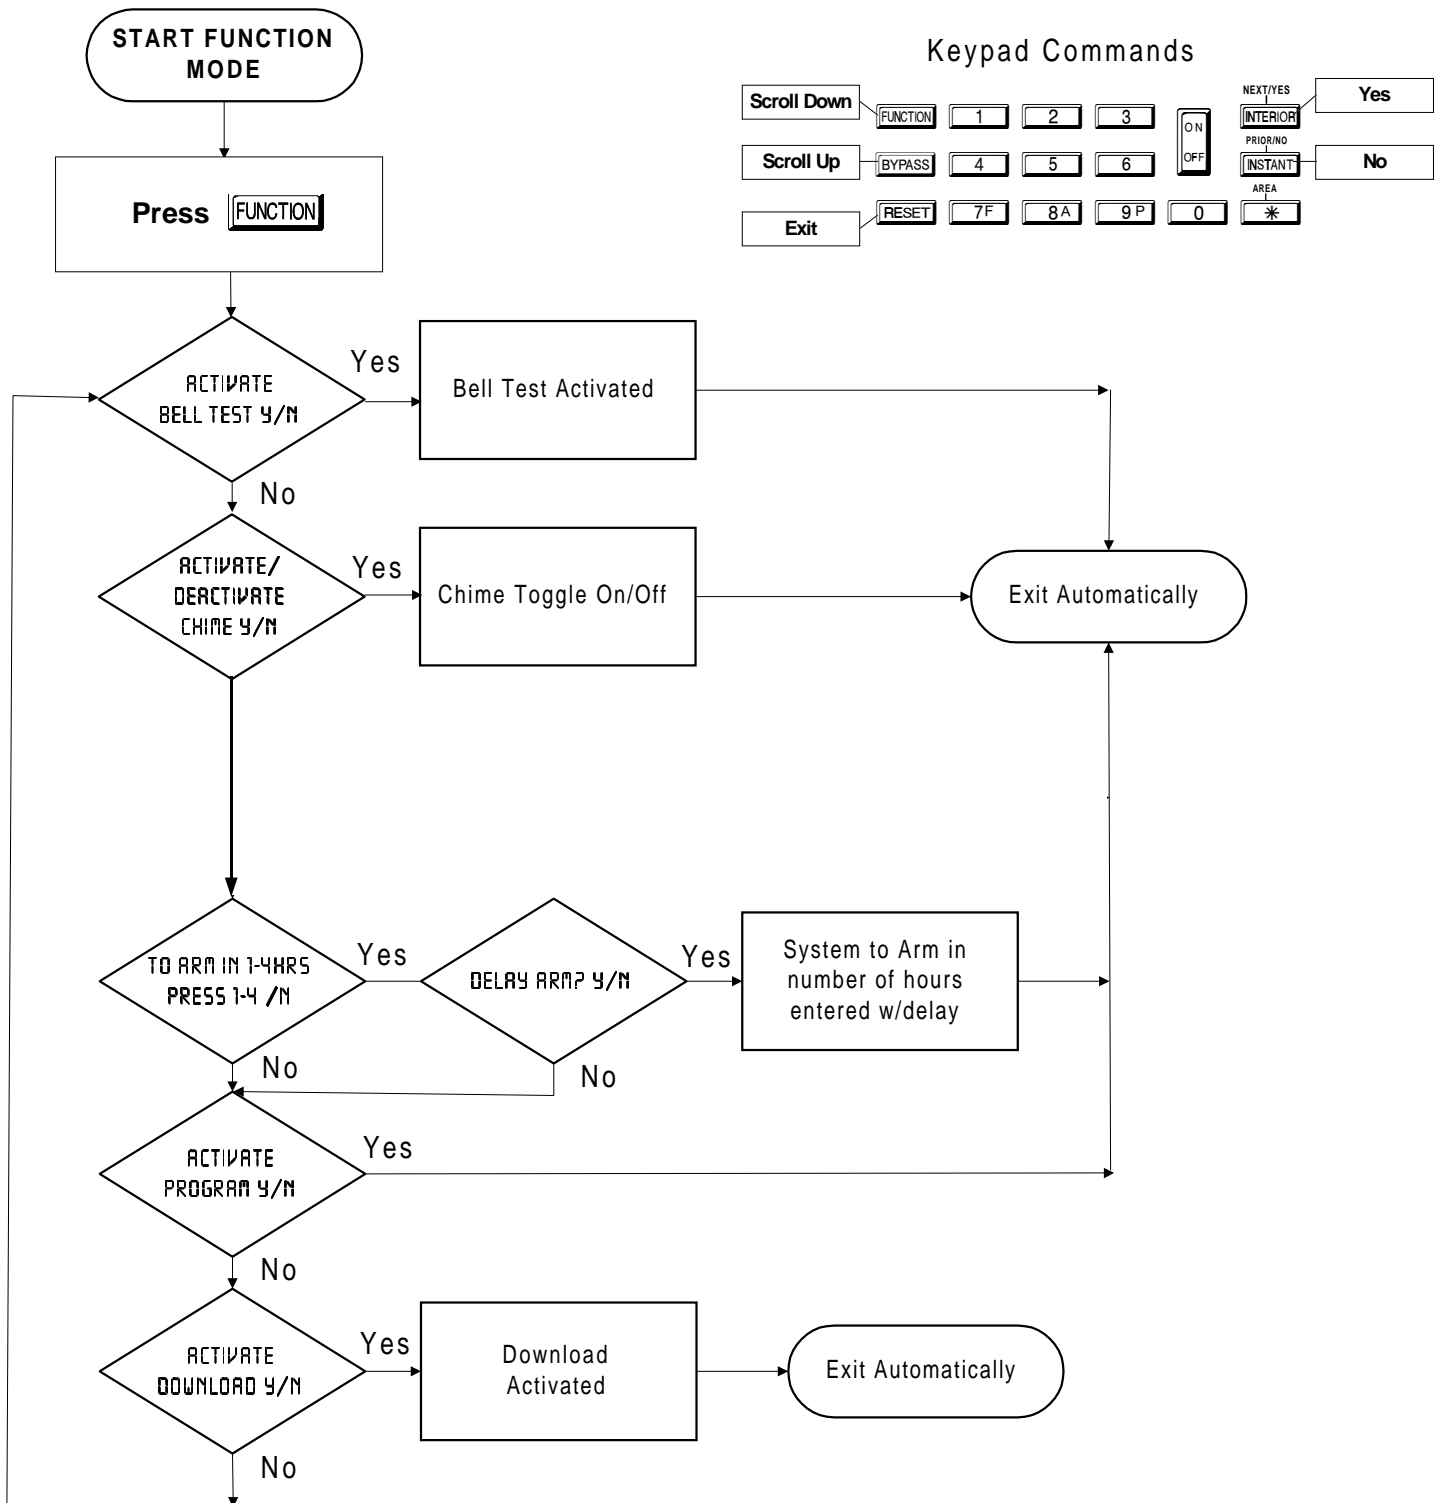 START FUNCTION
MODE
Press FUNCTION
Keypad Commands
Scroll Down
FUNCTION
1
2
3
ON
OFF
NEXT/YES
INTERIOR
Yes
Scroll Up
BYPASS
4
5
6
PRIOR/NO
INSTANT
No
Exit
RESET
7 F
8 A
9 P
0
AREA
*
ACTIVATE
BELL TEST Y/N
Yes
Bell Test Activated
No
ACTIVATE/
DEACTIVATE
CHIME Y/N
Yes
Chime Toggle On/Off
Exit Automatically
TO ARM IN 1-4HRS
PRESS 1-4 /N
Yes
DELAY ARM? Y/N
Yes
System to Arm in
number of hours
entered w/delay
No
No
ACTIVATE
PROGRAM Y/N
Yes
No
ACTIVATE
DOWNLOAD Y/N
Yes
Download
Activated
Exit Automatically
No